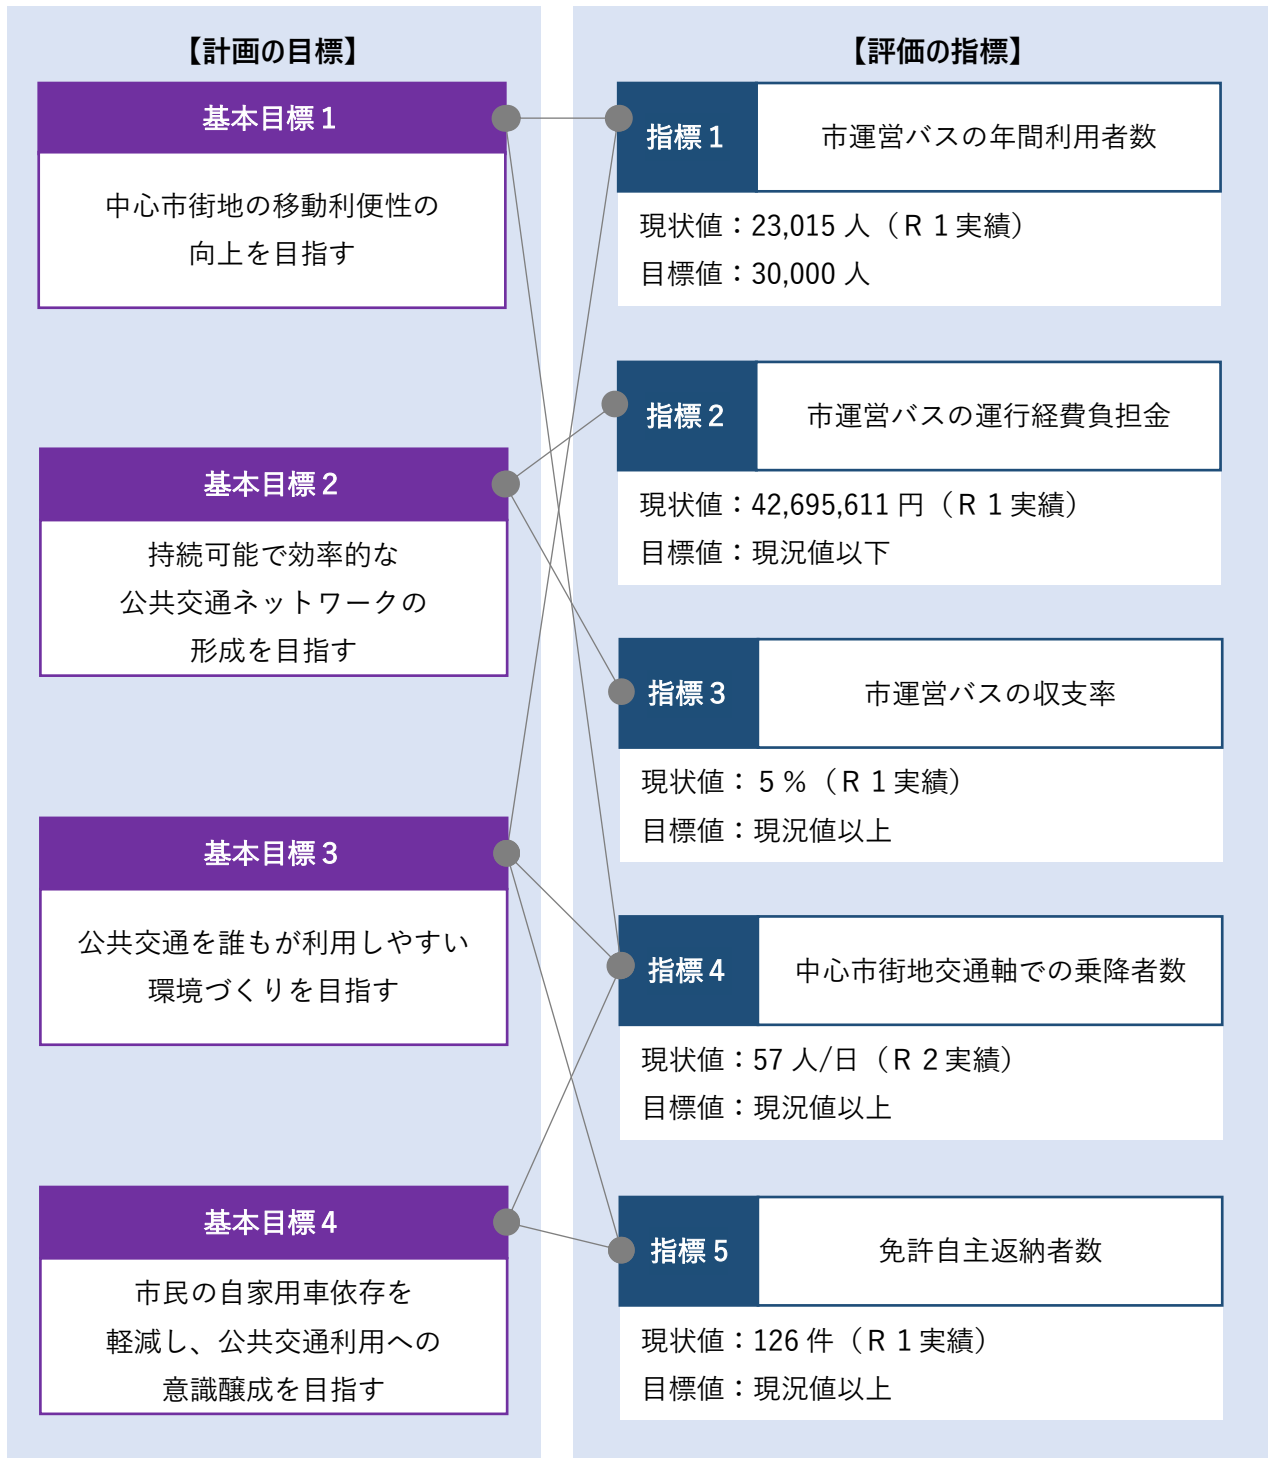 【計画の目標】
基本目標１
中心市街地の移動利便性の
向上を目指す
基本目標２
持続可能で効率的な
公共交通ネットワークの
形成を目指す
基本目標３
公共交通を誰もが利用しやすい
環境づくりを目指す
基本目標４
市民の自家用車依存を
軽減し、公共交通利用への
意識醸成を目指す
【評価の指標】
指標１
市運営バスの年間利用者数
現状値：23,015 人（Ｒ１実績）
目標値：30,000 人
指標２
市運営バスの運行経費負担金
現状値：42,695,611 円（Ｒ１実績）
目標値：現況値以下
指標３
市運営バスの収支率
現状値：５％（Ｒ１実績）
目標値：現況値以上
指標４
中心市街地交通軸での乗降者数
現状値：57 人/日（Ｒ２実績）
目標値：現況値以上
指標５
免許自主返納者数
現状値：126 件（Ｒ１実績）
目標値：現況値以上